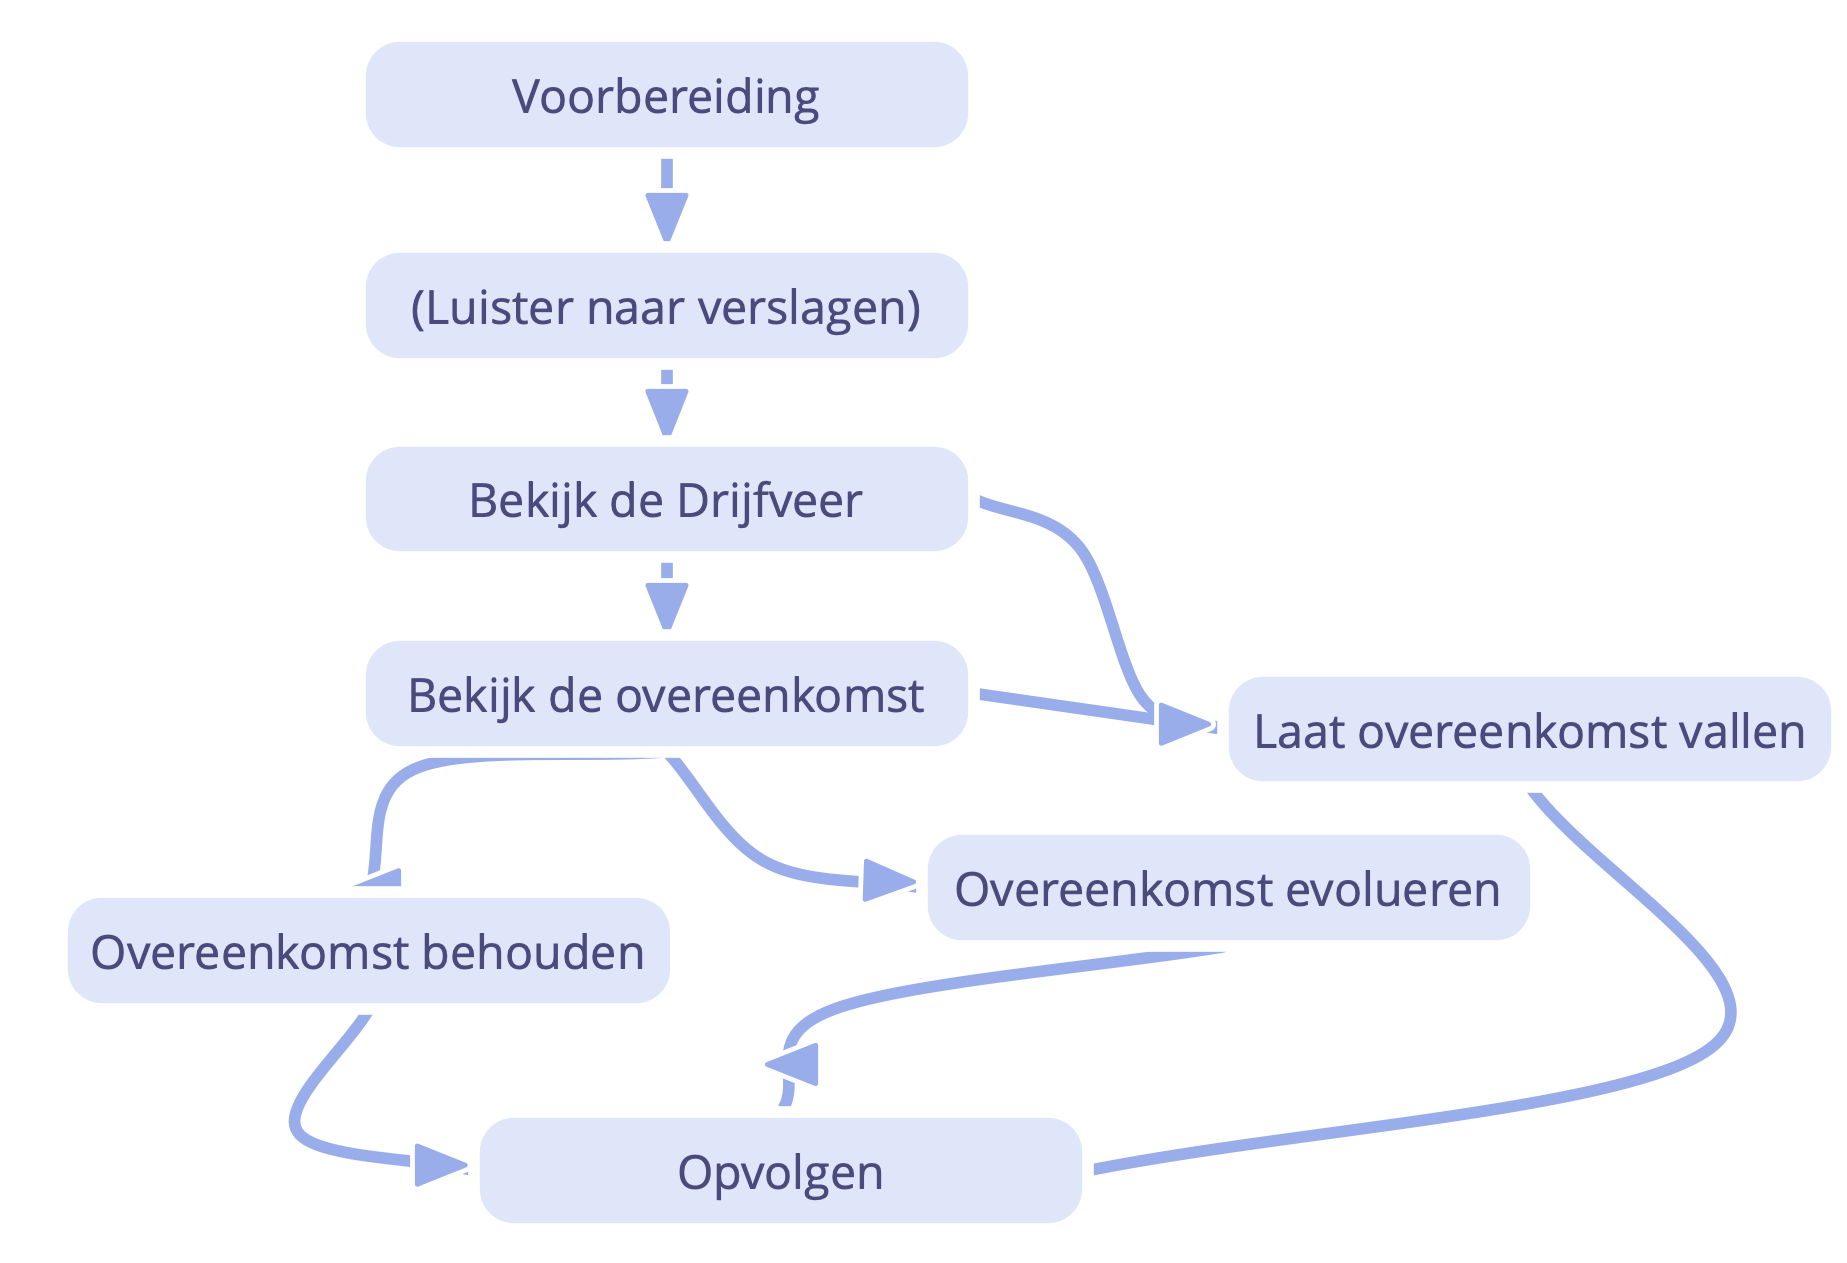 Voorbereiding
(Luister naar verslagen)
Bekijk de Drijfveer
Bekijk de overeenkomst
Laat overeenkomst vallen
Overeenkomst evolueren
Overeenkomst behouden
Opvolgen